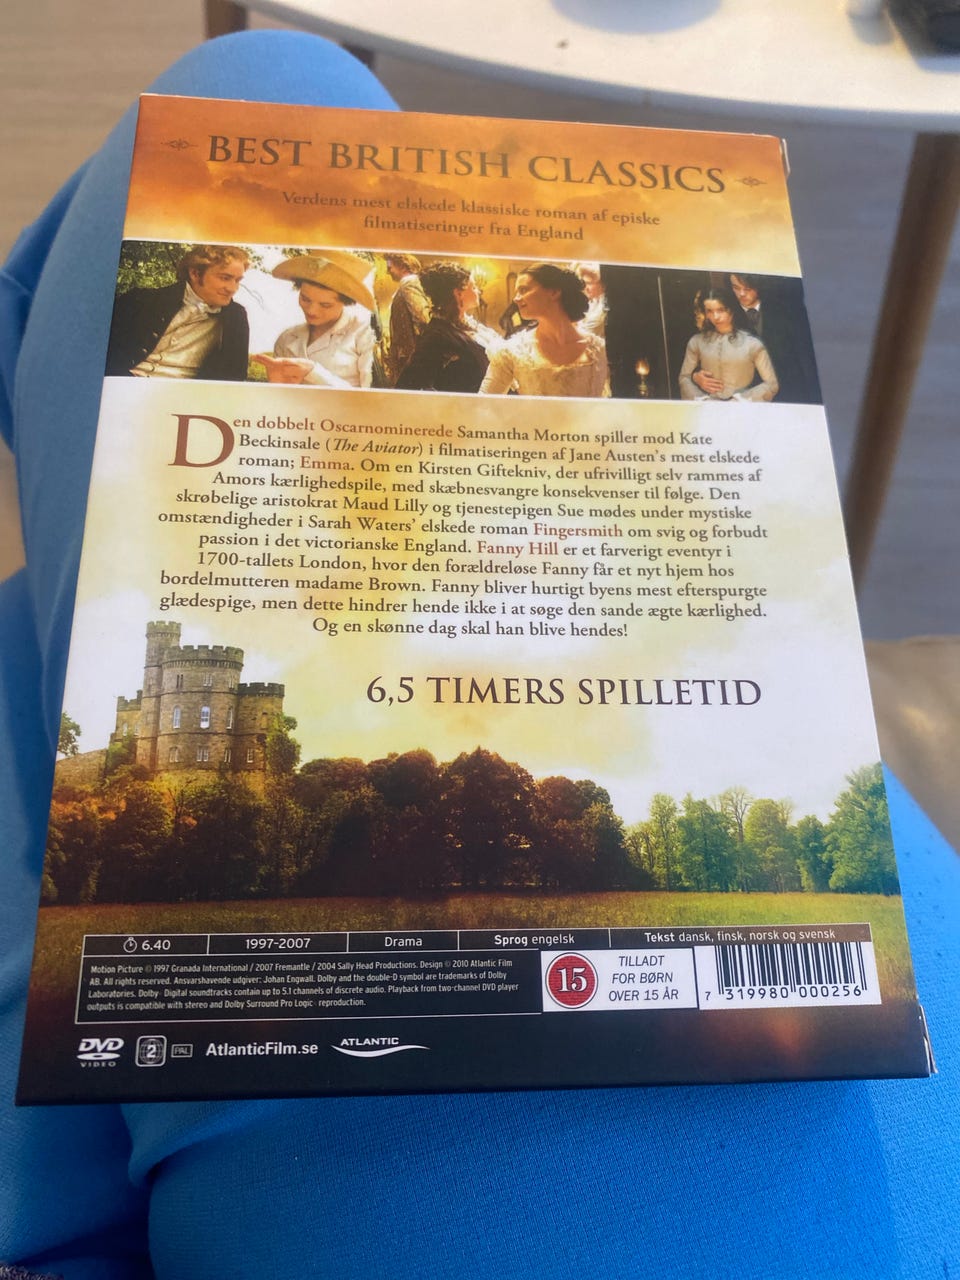 BEST BRITISH CLASSICS
Verdens mest elskede klassiske roman af episke
filmatiseringer fra England
Den dobbelt Oscarnominerede Samantha Morton spiller mod Kate
Beckinsale (The Aviator) i filmatiseringen af Jane Austen's mest elskede
roman; Emma. Om en Kirsten Giftekniv, der ufrivilligt selv rammes af
Amors kærlighedspile, med skæbnesvangre konsekvenser til følge. Den
skrøbelige aristokrat Maud Lilly og tjenestepigen Sue mødes under mystiske
omstændigheder i Sarah Waters' elskede roman Fingersmith om svig og forbudt
passion i det victorianske England. Fanny Hill er et farverigt eventyr i
1700-tallets London, hvor den forældreløse Fanny får et nyt hjem hos
bordelmutteren madame Brown. Fanny bliver hurtigt byens mest efterspurgte
glædespige, men dette hindrer hende ikke i at søge den sande ægte kærlighed.
Og en skønne dag skal han blive hendes!
6,5 TIMERS SPILLETID
6.40 1997-2007 Drama Sprog engelsk Tekst dansk, finsk, norsk og svensk
Motion Picture © 1997 Granada International / 2007 Fremantle / 2004 Sally Head Productions. Design © 2010 Atlantic Film
AB. All rights reserved. Ansvarshavende udgiver: Johan Engwall. Dolby and the double-D symbol are trademarks of Dolby
Laboratories. Dolby · Digital soundtracks contain up to 5.1 channels of discrete audio. Playback from two-channel DVD player
outputs is compatible with stereo and Dolby Surround Pro Logic · reproduction.
15
TILLADT
FOR BØRN
OVER 15 ÅR
7 319980 000256
DVD
VIDEO
2
PAL
AtlanticFilm.se
ATLANTIC